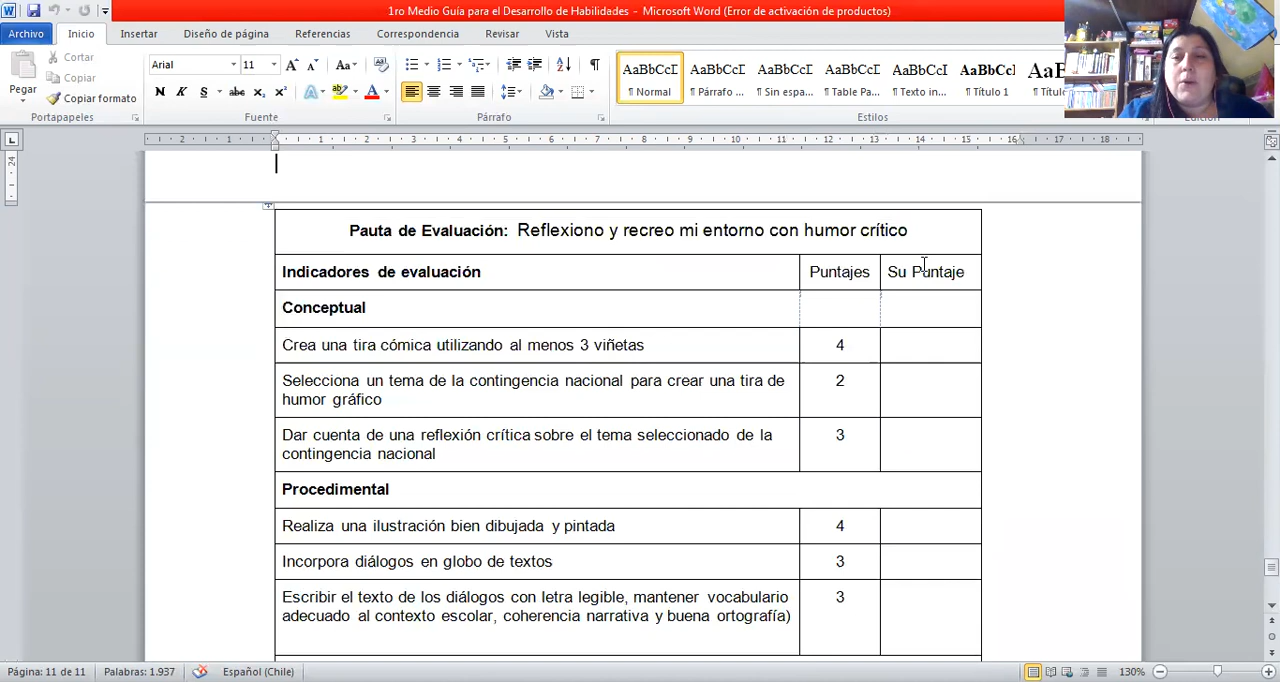 1ro Medio Guía para el Desarrollo de Habilidades - Microsoft Word (Error de activación de productos)
Archivo Inicio Insertar Diseño de página Referencias Correspondencia Revisar Vista
Cortar
Copiar
Pegar
Copiar formato
Portapapeles
Arial 11
Fuente
Párrafo
AaBbCcI AaBbCcI AaBbCcI AaBbCcI AaBbCcI AaBbCcI
¶ Normal ¶ Párrafo ... ¶ Sin espa... ¶ Table Pa... ¶ Texto in... ¶ Título 1
Estilos
Pauta de Evaluación: Reflexiono y recreo mi entorno con humor crítico
Indicadores de evaluación Puntajes Su Puntaje
Conceptual
Crea una tira cómica utilizando al menos 3 viñetas 4
Selecciona un tema de la contingencia nacional para crear una tira de 2
humor gráfico
Dar cuenta de una reflexión crítica sobre el tema seleccionado de la 3
contingencia nacional
Procedimental
Realiza una ilustración bien dibujada y pintada 4
Incorpora diálogos en globo de textos 3
Escribir el texto de los diálogos con letra legible, mantener vocabulario 3
adecuado al contexto escolar, coherencia narrativa y buena ortografía)
Página: 11 de 11 Palabras: 1.937 Español (Chile) 130%